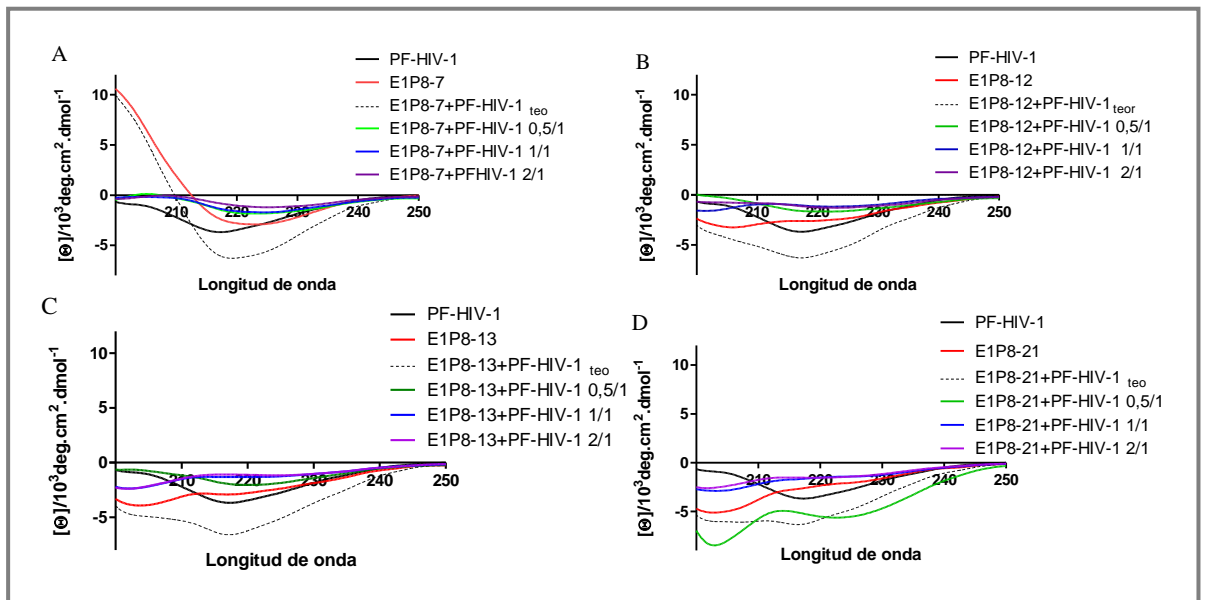 A
PF-HIV-1
E1P8-7
E1P8-7+PF-HIV-1 teo
E1P8-7+PF-HIV-1 0,5/1
E1P8-7+PF-HIV-1 1/1
E1P8-7+PFHIV-1 2/1
10
5
0
-5
210
220
230
240
250
[Θ]/10³deg.cm².dmol⁻¹
Longitud de onda
B
PF-HIV-1
E1P8-12
E1P8-12+PF-HIV-1 teor
E1P8-12+PF-HIV-1 0,5/1
E1P8-12+PF-HIV-1 1/1
E1P8-12+PF-HIV-1 2/1
10
5
0
-5
210
220
230
240
250
[Θ]/10³deg.cm².dmol⁻¹
Longitud de onda
C
PF-HIV-1
E1P8-13
E1P8-13+PF-HIV-1 teo
E1P8-13+PF-HIV-1 0,5/1
E1P8-13+PF-HIV-1 1/1
E1P8-13+PF-HIV-1 2/1
10
5
0
-5
210
220
230
240
250
[Θ]/10³deg.cm².dmol⁻¹
Longitud de onda
D
PF-HIV-1
E1P8-21
E1P8-21+PF-HIV-1 teo
E1P8-21+PF-HIV-1 0,5/1
E1P8-21+PF-HIV-1 1/1
E1P8-21+PF-HIV-1 2/1
10
5
0
-5
210
220
230
240
250
[Θ]/10³deg.cm².dmol⁻¹
Longitud de onda